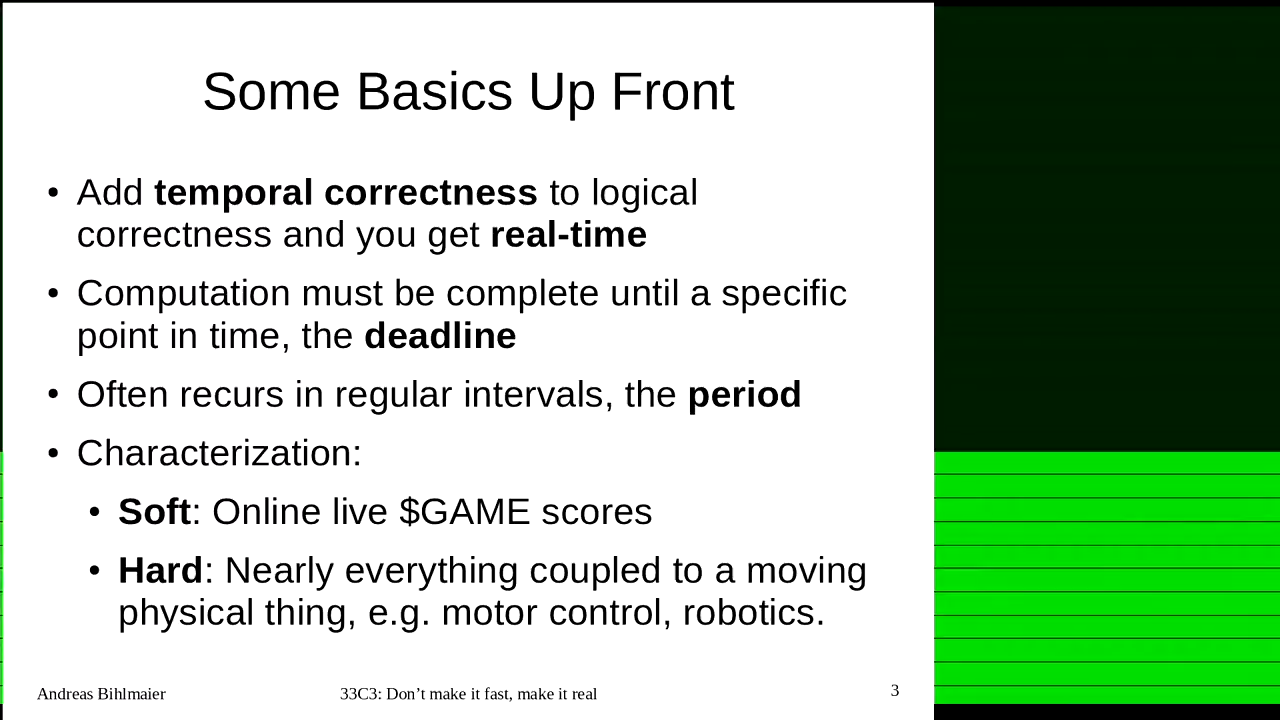 Some Basics Up Front
• Add temporal correctness to logical
correctness and you get real-time
• Computation must be complete until a specific
point in time, the deadline
• Often recurs in regular intervals, the period
• Characterization:
• Soft: Online live $GAME scores
• Hard: Nearly everything coupled to a moving
physical thing, e.g. motor control, robotics.
Andreas Bihlmaier 33C3: Don’t make it fast, make it real 3